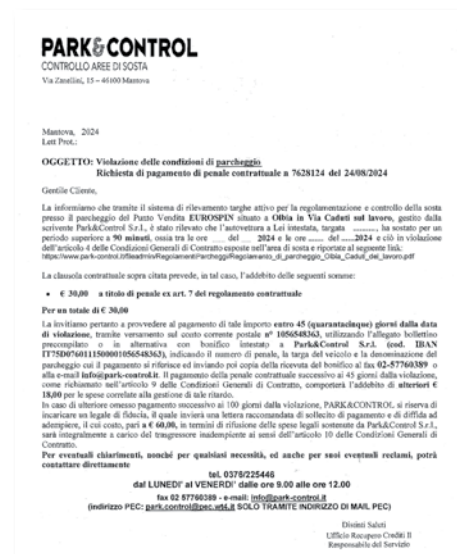 PARK&CONTROL
CONTROLLO AREE DI SOSTA
Via Zanellini, 15 – 46100 Mantova
Mantova, 2024
Lett Prot.:
OGGETTO: Violazione delle condizioni di parcheggio
Richiesta di pagamento di penale contrattuale n 7628124 del 24/08/2024
Gentile Cliente,
La informiamo che tramite il sistema di rilevamento targhe attivo per la regolamentazione e controllo della sosta
presso il parcheggio del Punto Vendita EUROSPIN situato a Olbia in Via Caduti sul lavoro, gestito dalla
scrivente Park&Control S.r.l., è stato rilevato che l'autovettura a Lei intestata, targata .........., ha sostato per un
periodo superiore a 90 minuti, ossia tra le ore ..... del ... 2024 e le ore ...... del ......2024 e ciò in violazione
dell'articolo 4 delle Condizioni Generali di Contratto esposte nell'area di sosta e riportate al seguente link:
https://www.park-control.it/fileadmin/Regolamenti/Parcheggi/Regolamento_di_parcheggio_Olbia_Caduti_del_lavoro.pdf
La clausola contrattuale sopra citata prevede, in tal caso, l'addebito delle seguenti somme:
• € 30,00 a titolo di penale ex art. 7 del regolamento contrattuale
Per un totale di € 30,00
La invitiamo pertanto a provvedere al pagamento di tale importo entro 45 (quarantacinque) giorni dalla data
di violazione, tramite versamento sul conto corrente postale n° 1056548363, utilizzando l'allegato bollettino
precompilato o in alternativa con bonifico intestato a Park&Control S.r.l. (cod. IBAN
IT75D0760111500001056548363), indicando il numero di penale, la targa del veicolo e la denominazione del
parcheggio cui il pagamento si riferisce ed inviando poi copia della ricevuta del bonifico al fax 02-57760389 o
alla e-mail info@park-control.it. Il pagamento della penale contrattuale successivo ai 45 giorni dalla violazione,
come richiamato nell'articolo 9 delle Condizioni Generali di Contratto, comporterà l'addebito di ulteriori €
18,00 per le spese correlate alla gestione di tale ritardo.
In caso di ulteriore omesso pagamento successivo ai 100 giorni dalla violazione, PARK&CONTROL si riserva di
incaricare un legale di fiducia, il quale invierà una lettera raccomandata di sollecito di pagamento e di diffida ad
adempiere, il cui costo, pari a € 60,00, in termini di rifusione delle spese legali sostenute da Park&Control S.r.l.,
sarà integralmente a carico del trasgressore inadempiente ai sensi dell'articolo 10 delle Condizioni Generali di
Contratto.
Per eventuali chiarimenti, nonché per qualsiasi necessità, ed anche per suoi eventuali reclami, potrà
contattare direttamente
tel. 0376/225446
dal LUNEDI' al VENERDI' dalle ore 9.00 alle ore 12.00
fax 02 57760389 - e-mail: info@park-control.it
(indirizzo PEC: park.control@pec.wt4.it SOLO TRAMITE INDIRIZZO DI MAIL PEC)
Distinti Saluti
Ufficio Recupero Crediti II
Responsabile del Servizio